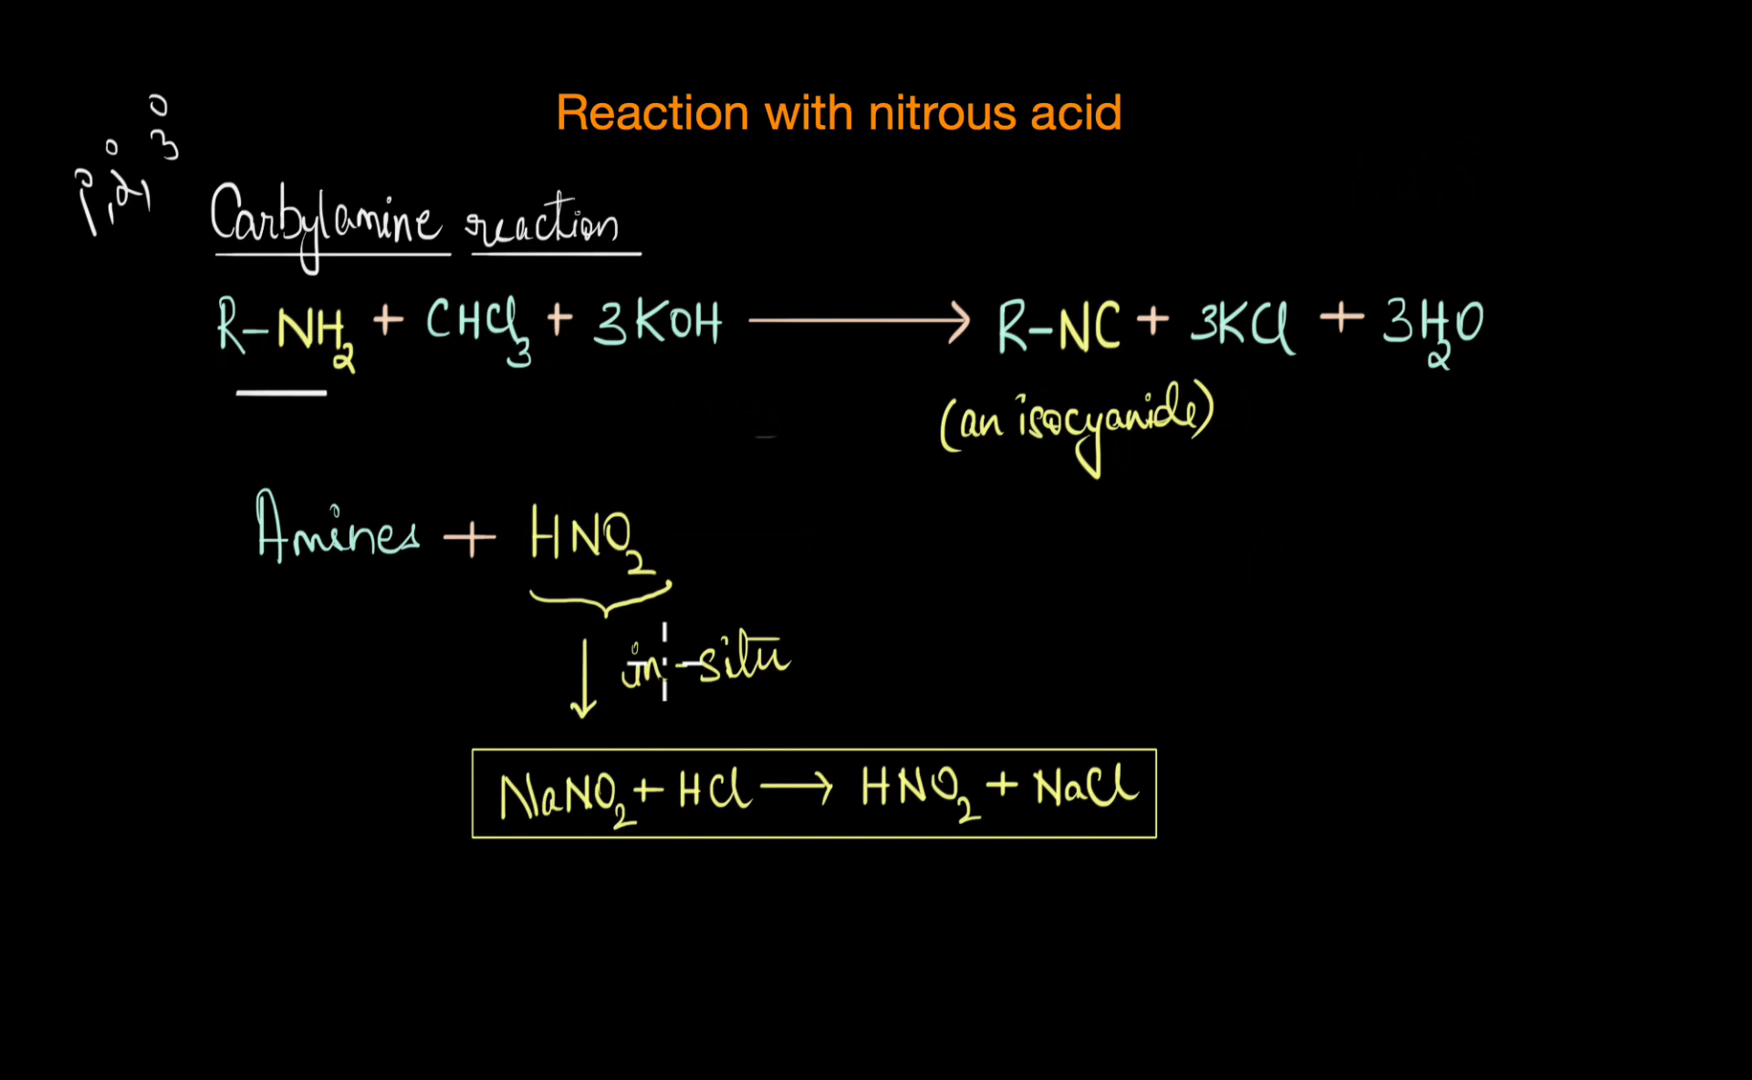 Reaction with nitrous acid
1°, 2°, 3°
Carbylamine reaction
R-NH₂ + CHCl₃ + 3KOH ⟶ R-NC + 3KCl + 3H₂O
(an isocyanide)
Amines + HNO₂
↓ in-situ
NaNO₂ + HCl ⟶ HNO₂ + NaCl